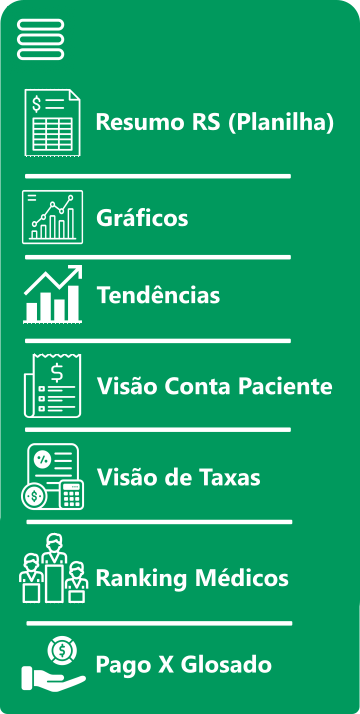 Resumo RS (Planilha)
Gráficos
Tendências
Visão Conta Paciente
Visão de Taxas
Ranking Médicos
Pago X Glosado